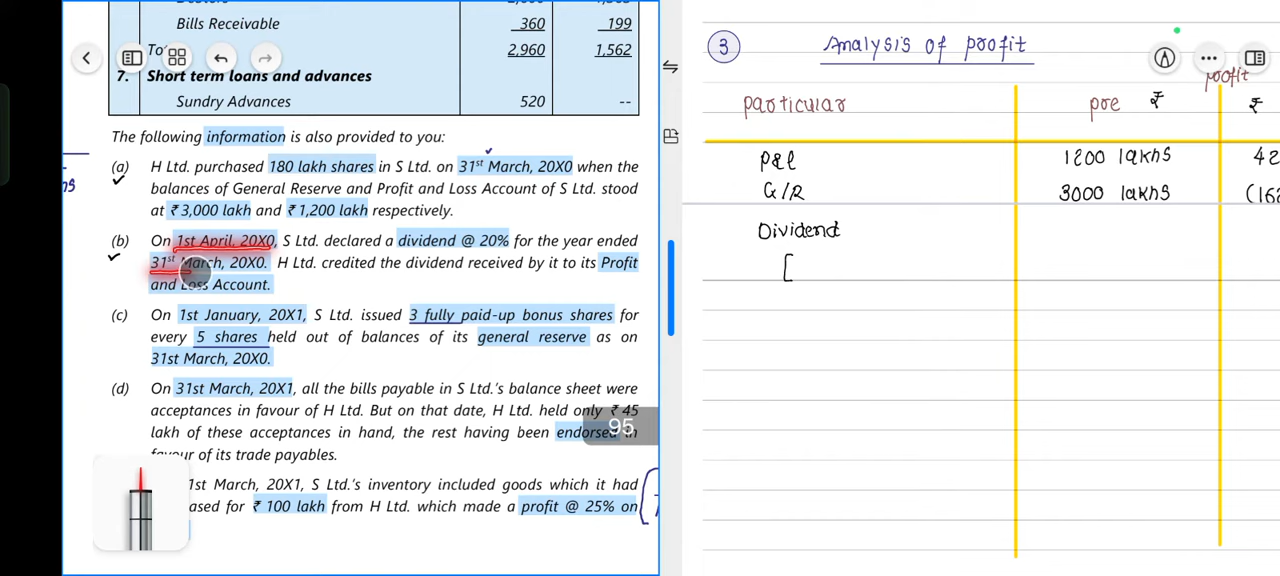 Bills Receivable 360 199
To 2,960 1,562
7. Short term loans and advances
Sundry Advances 520 --
The following information is also provided to you:
(a) H Ltd. purchased 180 lakh shares in S Ltd. on 31st March, 20X0 when the
balances of General Reserve and Profit and Loss Account of S Ltd. stood
at ₹ 3,000 lakh and ₹ 1,200 lakh respectively.
(b) On 1st April, 20X0, S Ltd. declared a dividend @ 20% for the year ended
31st March, 20X0. H Ltd. credited the dividend received by it to its Profit
and Loss Account.
(c) On 1st January, 20X1, S Ltd. issued 3 fully paid-up bonus shares for
every 5 shares held out of balances of its general reserve as on
31st March, 20X0.
(d) On 31st March, 20X1, all the bills payable in S Ltd.'s balance sheet were
acceptances in favour of H Ltd. But on that date, H Ltd. held only ₹ 45
lakh of these acceptances in hand, the rest having been endorsed in
favour of its trade payables.
1st March, 20X1, S Ltd.'s inventory included goods which it had
ased for ₹ 100 lakh from H Ltd. which made a profit @ 25% on
95
3 Analysis of profit
profit
particular pre ₹ ₹
P&L 1200 lakhs 42
G/R 3000 lakhs (162
Dividend
[